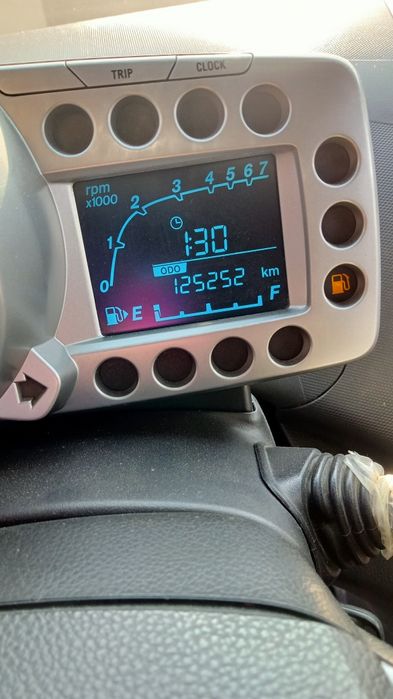 TRIP CLOCK
rpm
x1000
0 1 2 3 4 5 6 7
1:30
ODO
125252 km
E F